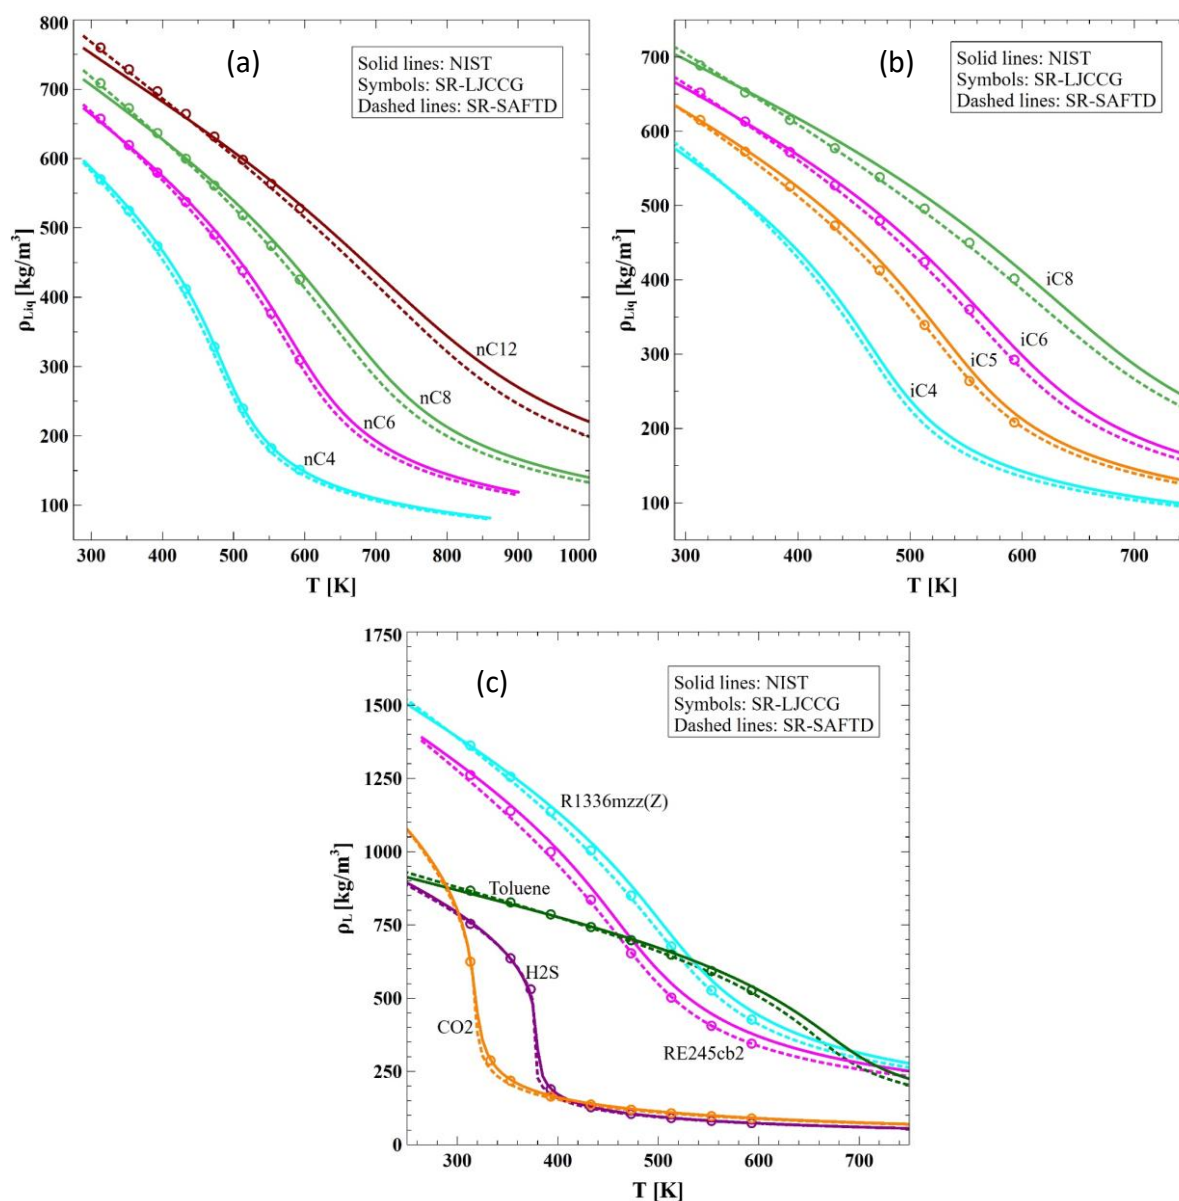 (a)
Solid lines: NIST
Symbols: SR-LJCCG
Dashed lines: SR-SAFTD
800
700
600
500
400
300
200
100
ρLiq [kg/m³]
nC12
nC8
nC6
nC4
300 400 500 600 700 800 900 1000
T [K]
(b)
Solid lines: NIST
Symbols: SR-LJCCG
Dashed lines: SR-SAFTD
700
600
500
400
300
200
100
ρLiq [kg/m³]
iC8
iC6
iC5
iC4
300 400 500 600 700
T [K]
(c)
Solid lines: NIST
Symbols: SR-LJCCG
Dashed lines: SR-SAFTD
1750
1500
1250
1000
750
500
250
0
ρL [kg/m³]
R1336mzz(Z)
Toluene
H2S
CO2
RE245cb2
300 400 500 600 700
T [K]